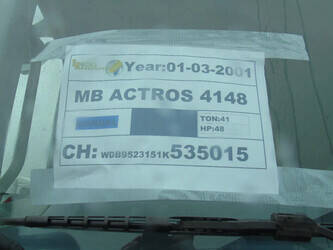 Year:01-03-2001
MB ACTROS 4148
TON:41
HP:48
CH: WDB9523151K535015